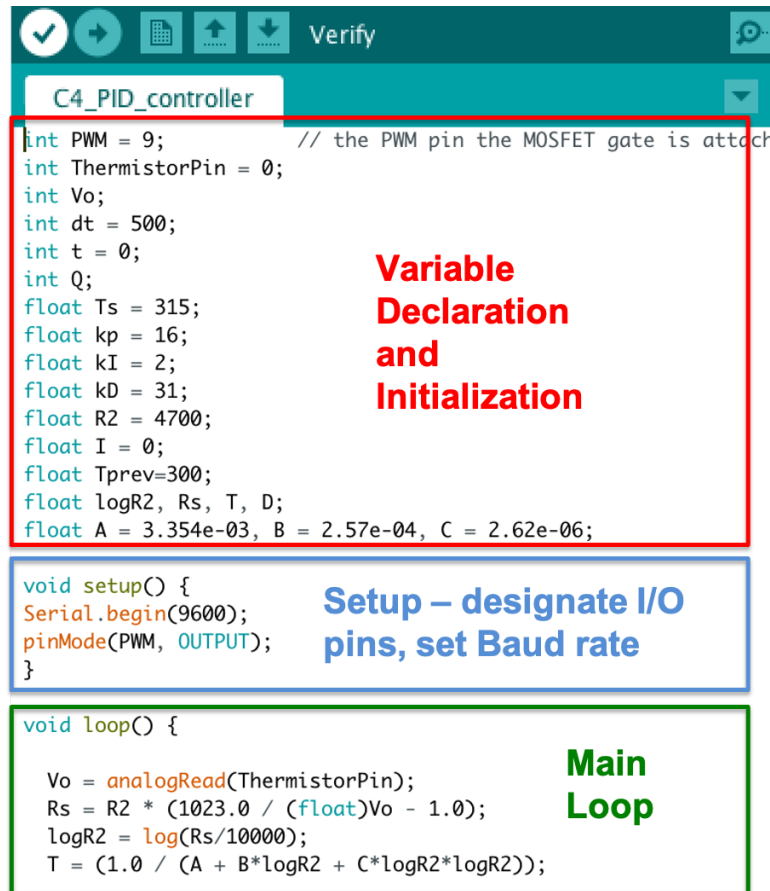 Verify
C4_PID_controller
int PWM = 9; // the PWM pin the MOSFET gate is attach
int ThermistorPin = 0;
int Vo;
int dt = 500;
int t = 0;
int Q;
float Ts = 315;
float kp = 16;
float kI = 2;
float kD = 31;
float R2 = 4700;
float I = 0;
float Tprev=300;
float logR2, Rs, T, D;
float A = 3.354e-03, B = 2.57e-04, C = 2.62e-06;
Variable
Declaration
and
Initialization
void setup() {
Serial.begin(9600);
pinMode(PWM, OUTPUT);
}
Setup – designate I/O
pins, set Baud rate
void loop() {
Vo = analogRead(ThermistorPin);
Rs = R2 * (1023.0 / (float)Vo - 1.0);
logR2 = log(Rs/10000);
T = (1.0 / (A + B*logR2 + C*logR2*logR2));
Main
Loop